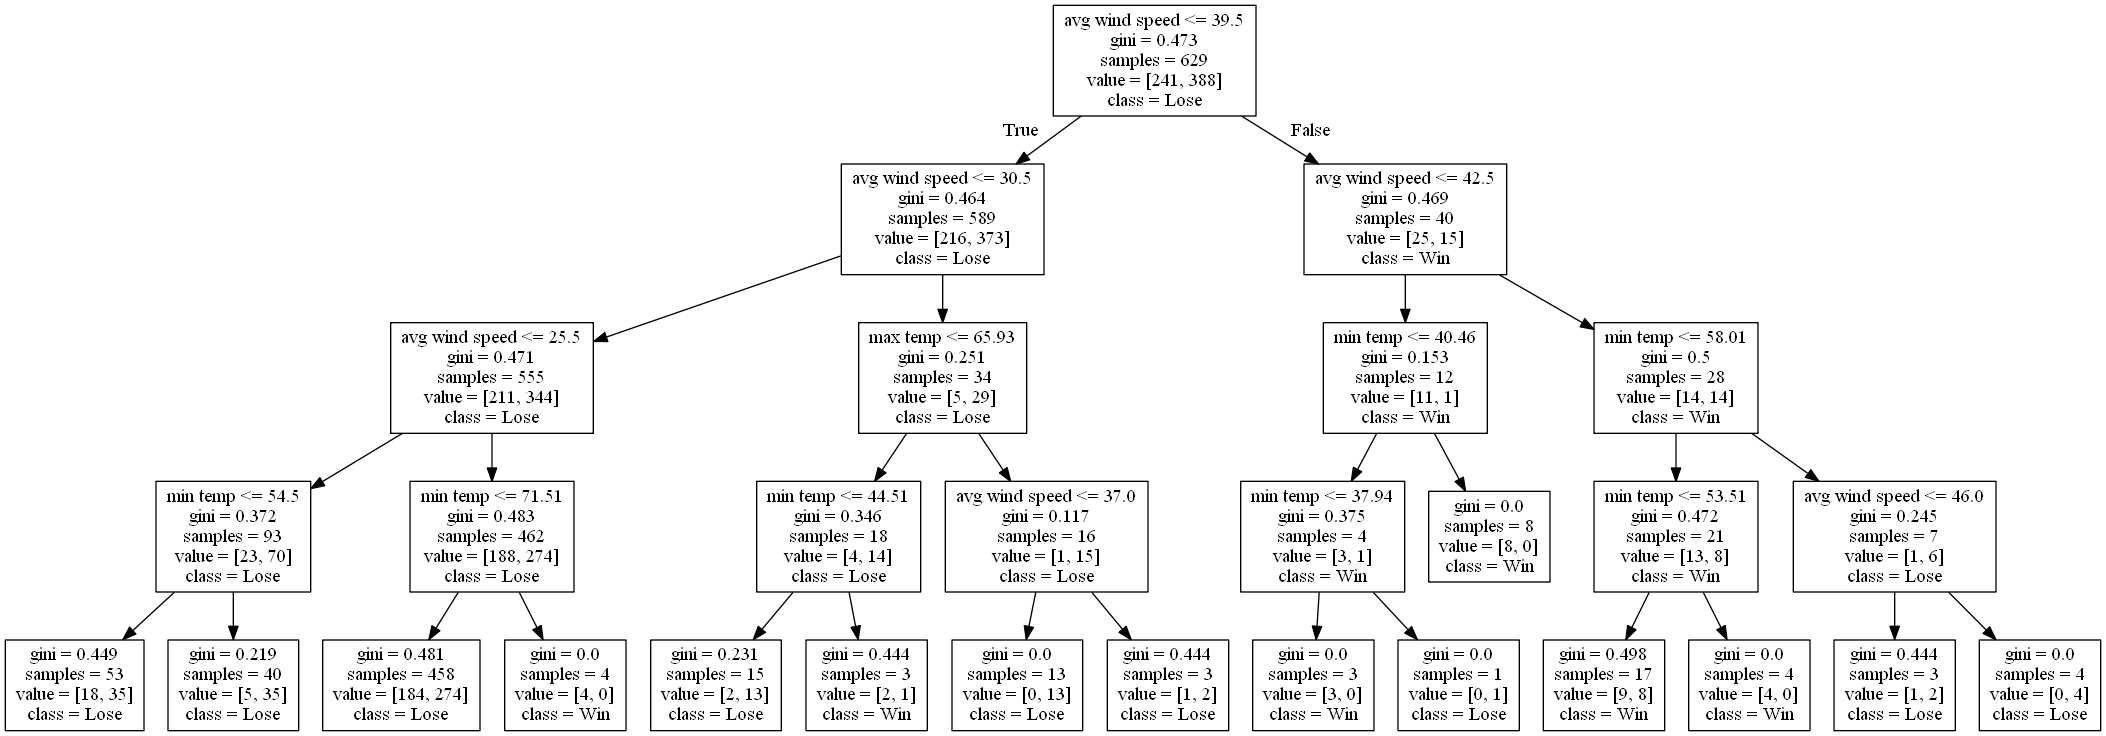 avg wind speed <= 39.5
gini = 0.473
samples = 629
value = [241, 388]
class = Lose
True
False
avg wind speed <= 30.5
gini = 0.464
samples = 589
value = [216, 373]
class = Lose
avg wind speed <= 42.5
gini = 0.469
samples = 40
value = [25, 15]
class = Win
avg wind speed <= 25.5
gini = 0.471
samples = 555
value = [211, 344]
class = Lose
max temp <= 65.93
gini = 0.251
samples = 34
value = [5, 29]
class = Lose
min temp <= 40.46
gini = 0.153
samples = 12
value = [11, 1]
class = Win
min temp <= 58.01
gini = 0.5
samples = 28
value = [14, 14]
class = Win
min temp <= 54.5
gini = 0.372
samples = 93
value = [23, 70]
class = Lose
min temp <= 71.51
gini = 0.483
samples = 462
value = [188, 274]
class = Lose
min temp <= 44.51
gini = 0.346
samples = 18
value = [4, 14]
class = Lose
avg wind speed <= 37.0
gini = 0.117
samples = 16
value = [1, 15]
class = Lose
min temp <= 37.94
gini = 0.375
samples = 4
value = [3, 1]
class = Win
gini = 0.0
samples = 8
value = [8, 0]
class = Win
min temp <= 53.51
gini = 0.472
samples = 21
value = [13, 8]
class = Win
avg wind speed <= 46.0
gini = 0.245
samples = 7
value = [1, 6]
class = Lose
gini = 0.449
samples = 53
value = [18, 35]
class = Lose
gini = 0.219
samples = 40
value = [5, 35]
class = Lose
gini = 0.481
samples = 458
value = [184, 274]
class = Lose
gini = 0.0
samples = 4
value = [4, 0]
class = Win
gini = 0.231
samples = 15
value = [2, 13]
class = Lose
gini = 0.444
samples = 3
value = [2, 1]
class = Win
gini = 0.0
samples = 13
value = [0, 13]
class = Lose
gini = 0.444
samples = 3
value = [1, 2]
class = Lose
gini = 0.0
samples = 3
value = [3, 0]
class = Win
gini = 0.0
samples = 1
value = [0, 1]
class = Lose
gini = 0.498
samples = 17
value = [9, 8]
class = Win
gini = 0.0
samples = 4
value = [4, 0]
class = Win
gini = 0.444
samples = 3
value = [1, 2]
class = Lose
gini = 0.0
samples = 4
value = [0, 4]
class = Lose